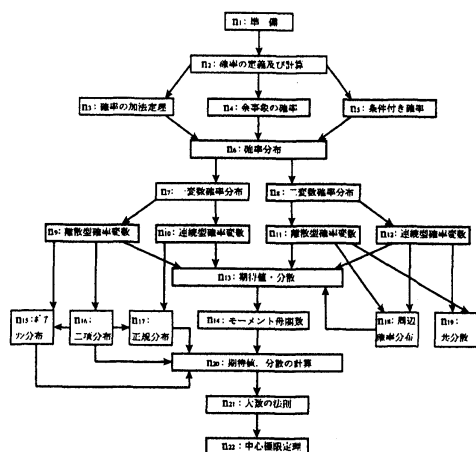 n1：準 備
n2：確率の定義及び計算
n3：確率の加法定理
n4：余事象の確率
n5：条件付き確率
n6：確率分布
n7：一変数確率分布
n8：二変数確率分布
n9：離散型確率変数
n10：連続型確率変数
n11：離散型確率変数
n12：連続型確率変数
n13：期待値・分散
n14：モーメント母関数
n15：ポア
ソン分布
n16：
二項分布
n17：
正規分布
n18：周辺
確率分布
n19：
共分散
n20：期待値、分散の計算
n21：大数の法則
n22：中心極限定理